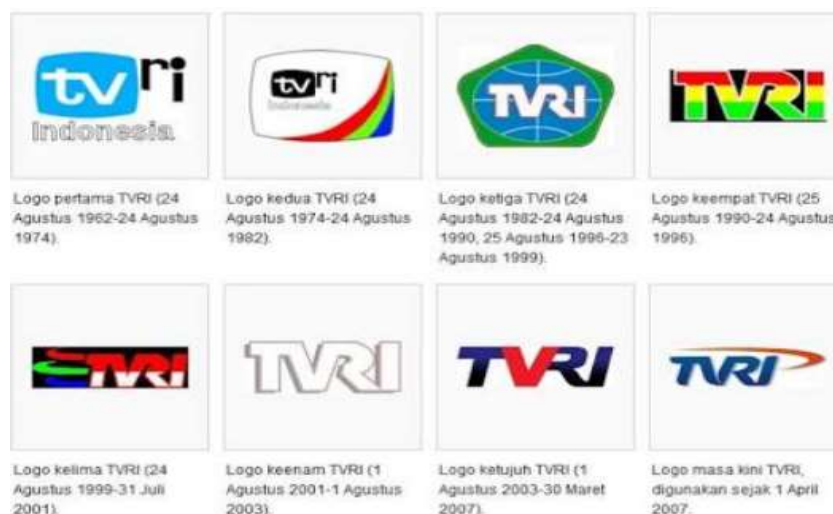 tv ri
Indonesia
tv ri
Indonesia
TVRI
TVRI
Logo pertama TVRI (24
Agustus 1962-24 Agustus
1974).
Logo kedua TVRI (24
Agustus 1974-24 Agustus
1982).
Logo ketiga TVRI (24
Agustus 1982-24 Agustus
1990, 25 Agustus 1996-23
Agustus 1999).
Logo keempat TVRI (25
Agustus 1990-24 Agustus
1996).
TVRI
TVRI
TVRI
TVRI
Logo kelima TVRI (24
Agustus 1999-31 Juli
2001).
Logo keenam TVRI (1
Agustus 2001-1 Agustus
2003).
Logo ketujuh TVRI (1
Agustus 2003-30 Maret
2007).
Logo masa kini TVRI,
digunakan sejak 1 April
2007.